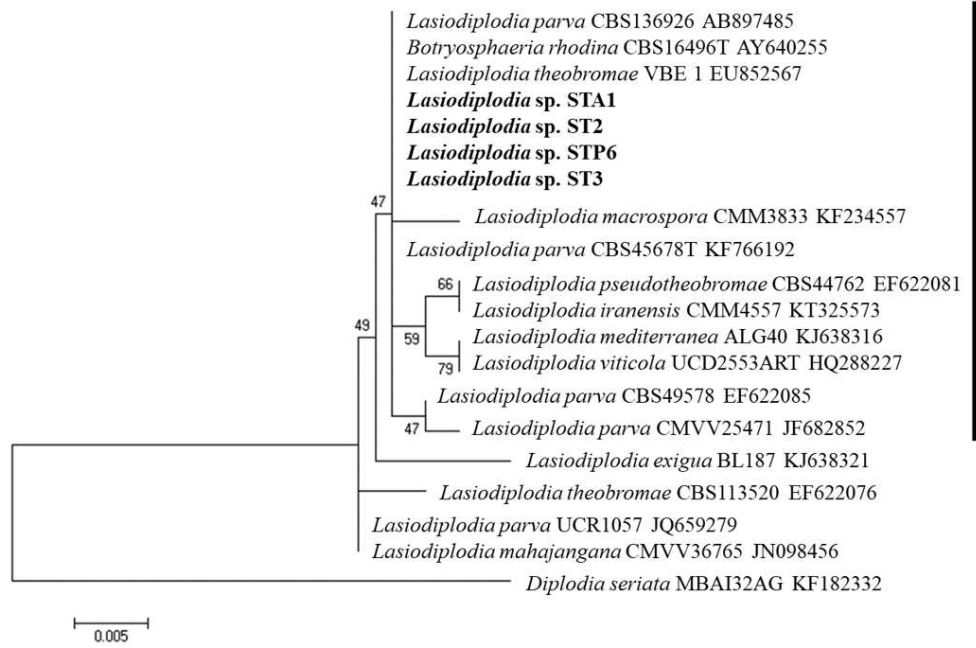 Lasiodiplodia parva CBS136926 AB897485
Botryosphaeria rhodina CBS16496T AY640255
Lasiodiplodia theobromae VBE 1 EU852567
Lasiodiplodia sp. STA1
Lasiodiplodia sp. ST2
Lasiodiplodia sp. STP6
Lasiodiplodia sp. ST3
47
Lasiodiplodia macrospora CMM3833 KF234557
Lasiodiplodia parva CBS45678T KF766192
66
Lasiodiplodia pseudotheobromae CBS44762 EF622081
Lasiodiplodia iranensis CMM4557 KT325573
49
59
Lasiodiplodia mediterranea ALG40 KJ638316
79
Lasiodiplodia viticola UCD2553ART HQ288227
Lasiodiplodia parva CBS49578 EF622085
47
Lasiodiplodia parva CMVV25471 JF682852
Lasiodiplodia exigua BL187 KJ638321
Lasiodiplodia theobromae CBS113520 EF622076
Lasiodiplodia parva UCR1057 JQ659279
Lasiodiplodia mahajangana CMVV36765 JN098456
Diplodia seriata MBAI32AG KF182332
0.005